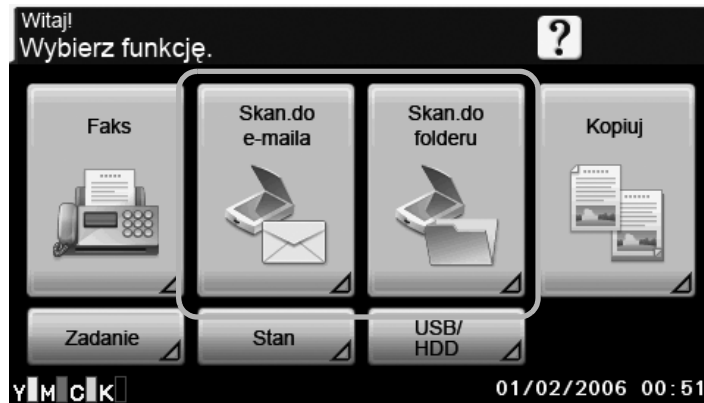 Witaj!
Wybierz funkcję.
?
Faks
Skan.do
e-maila
Skan.do
folderu
Kopiuj
Zadanie
Stan
USB/
HDD
Y M C K
01/02/2006 00:51